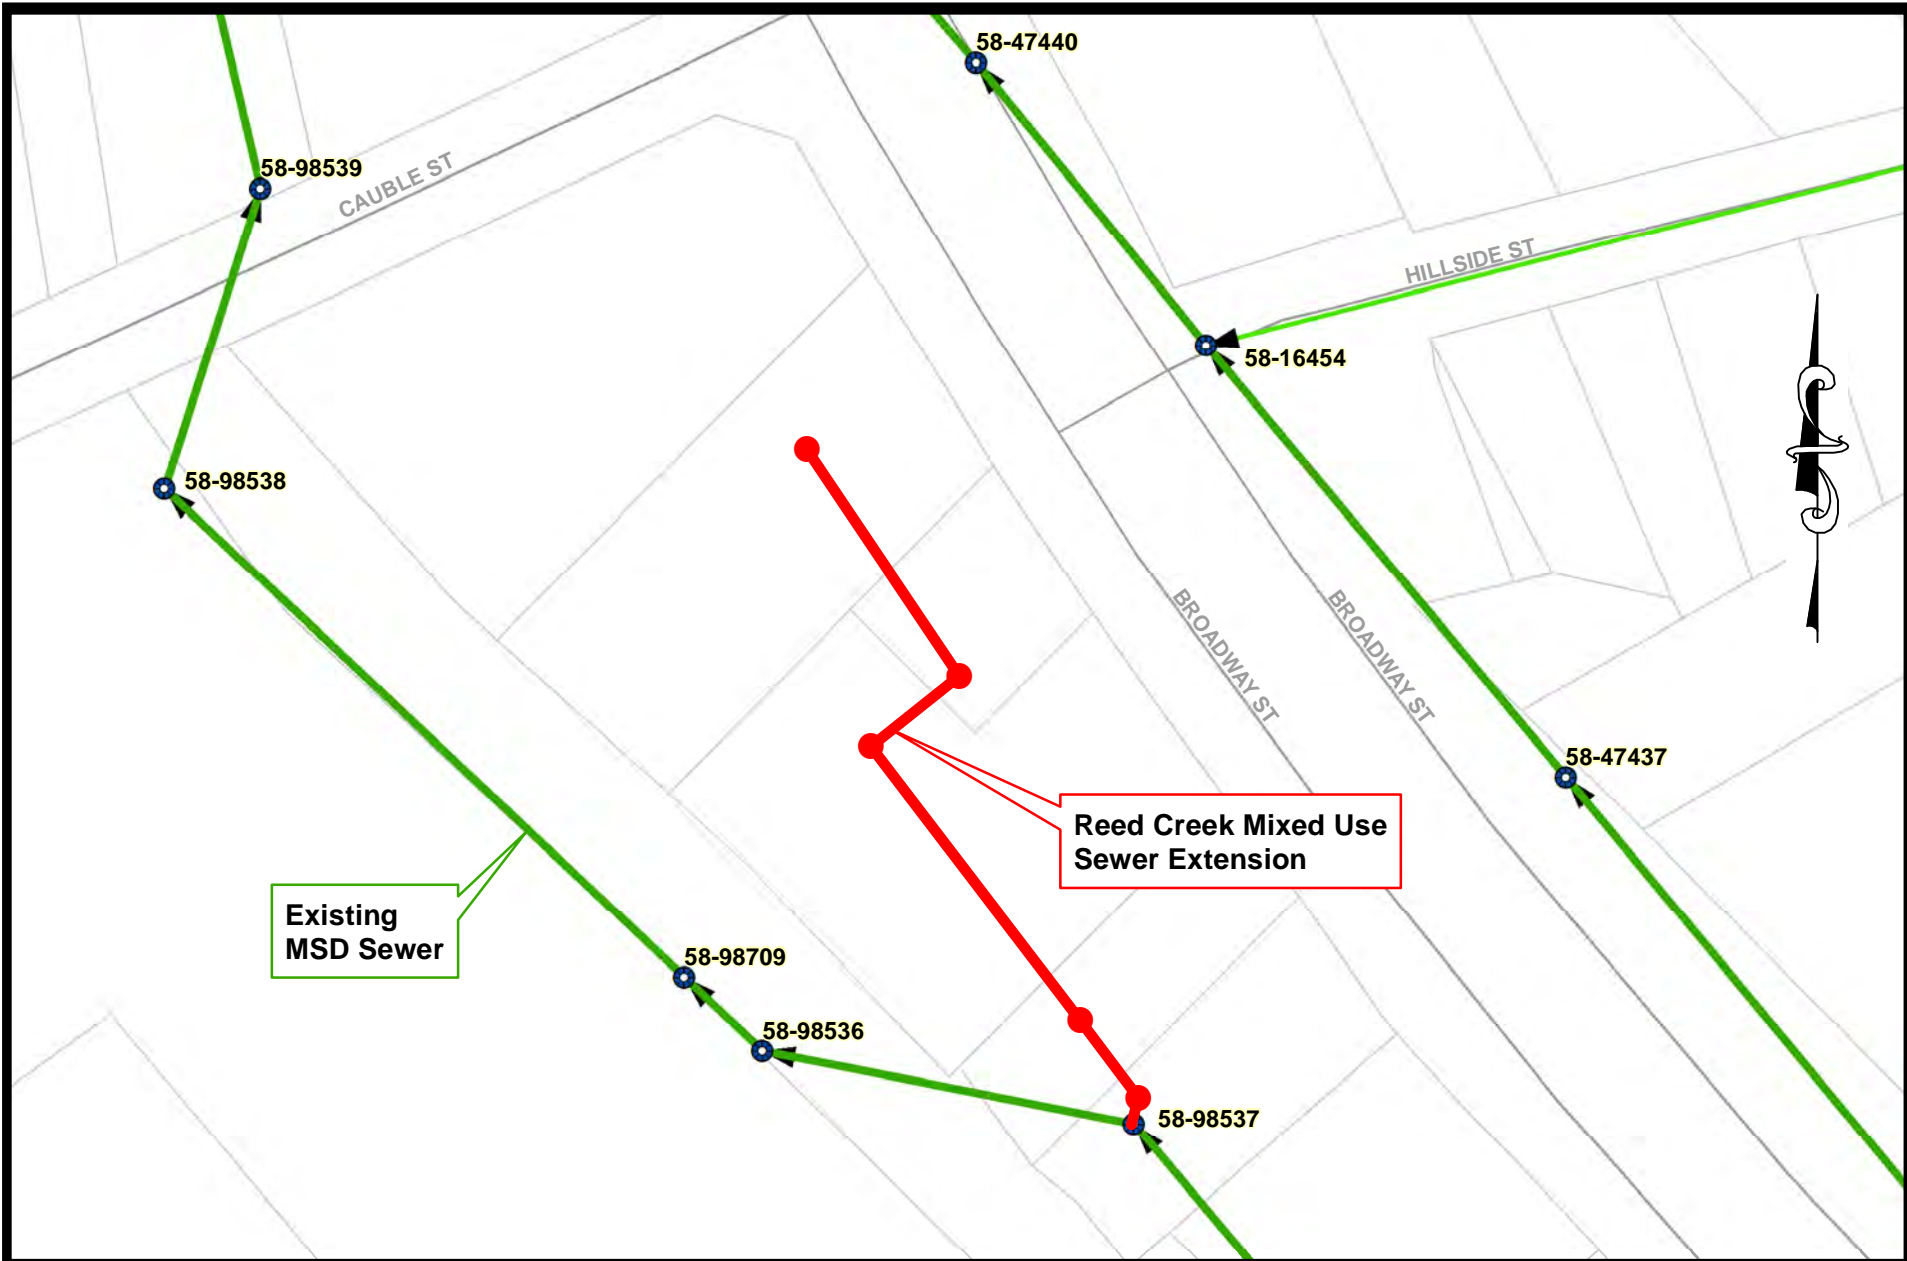 58-47440
58-98539
CAUBLE ST
HILLSIDE ST
58-16454
58-98538
BROADWAY ST
BROADWAY ST
58-47437
Reed Creek Mixed Use
Sewer Extension
Existing
MSD Sewer
58-98709
58-98536
58-98537